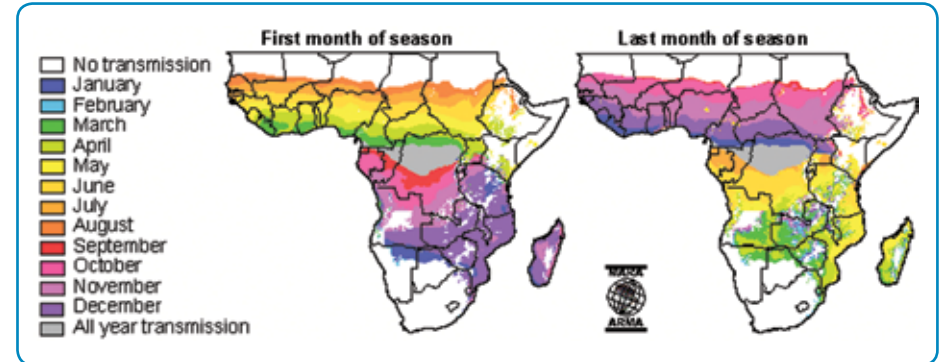 First month of season
Last month of season
No transmission
January
February
March
April
May
June
July
August
September
October
November
December
All year transmission
MARA
ARMA